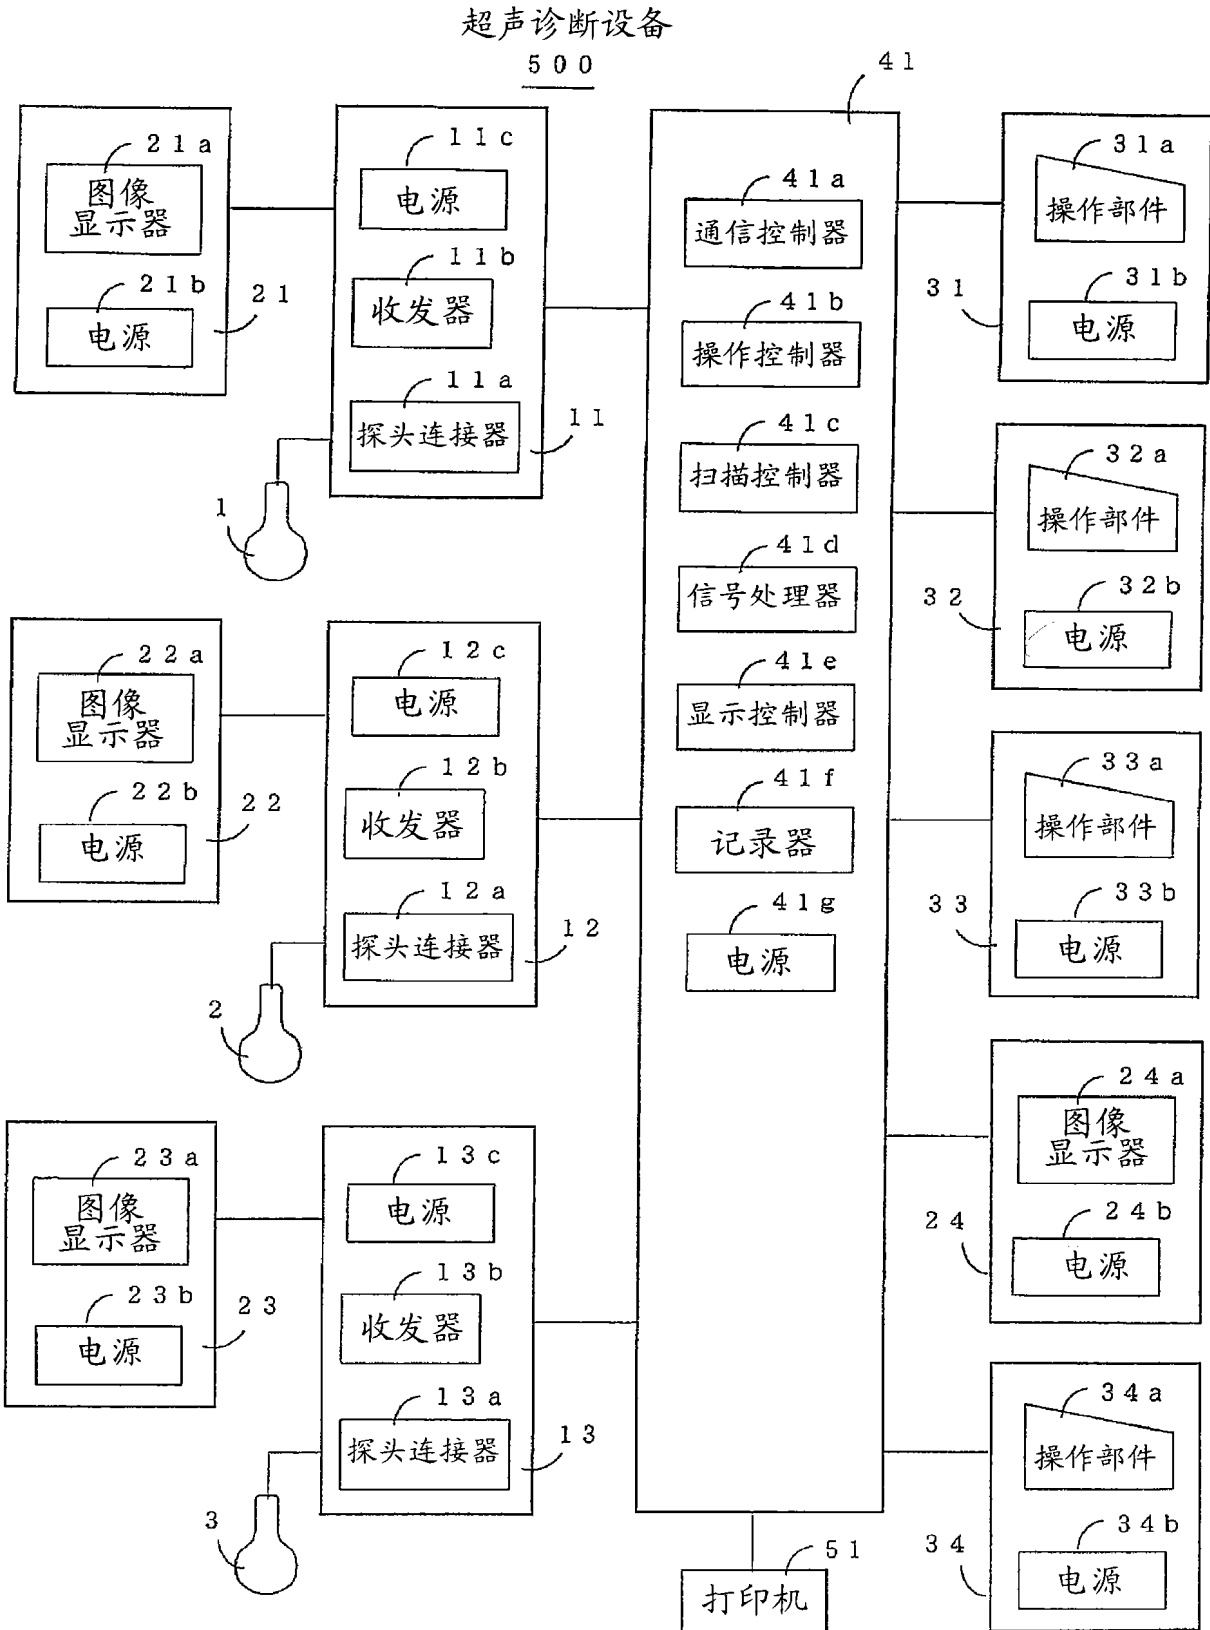 超声诊断设备
500
21a
图像
显示器
21b
电源
21
11c
电源
11b
收发器
11a
探头连接器
11
1
22a
图像
显示器
22b
电源
22
12c
电源
12b
收发器
12a
探头连接器
12
2
23a
图像
显示器
23b
电源
23
13c
电源
13b
收发器
13a
探头连接器
13
3
41
41a
通信控制器
41b
操作控制器
41c
扫描控制器
41d
信号处理器
41e
显示控制器
41f
记录器
41g
电源
51
打印机
31a
操作部件
31b
电源
31
32a
操作部件
32b
电源
32
33a
操作部件
33b
电源
33
24a
图像
显示器
24b
电源
24
34a
操作部件
34b
电源
34